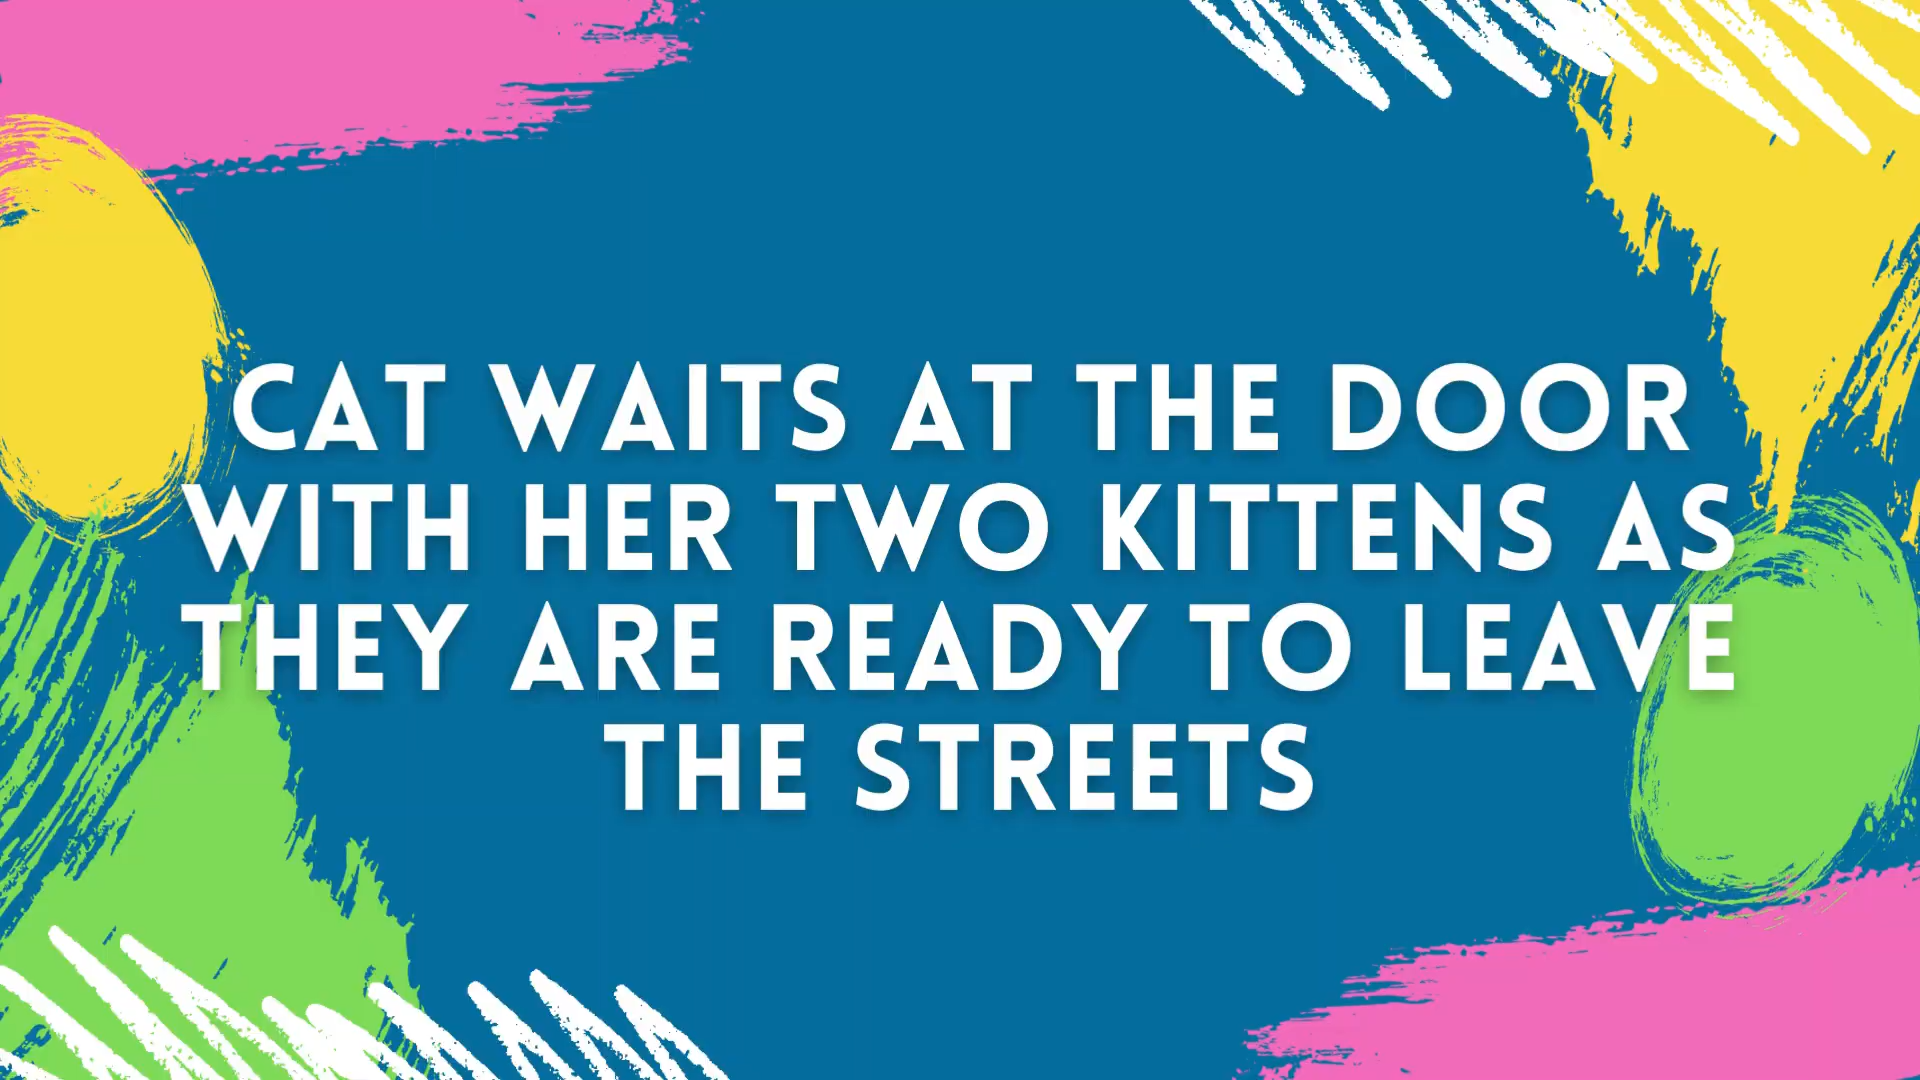 CAT WAITS AT THE DOOR
WITH HER TWO KITTENS AS
THEY ARE READY TO LEAVE
THE STREETS